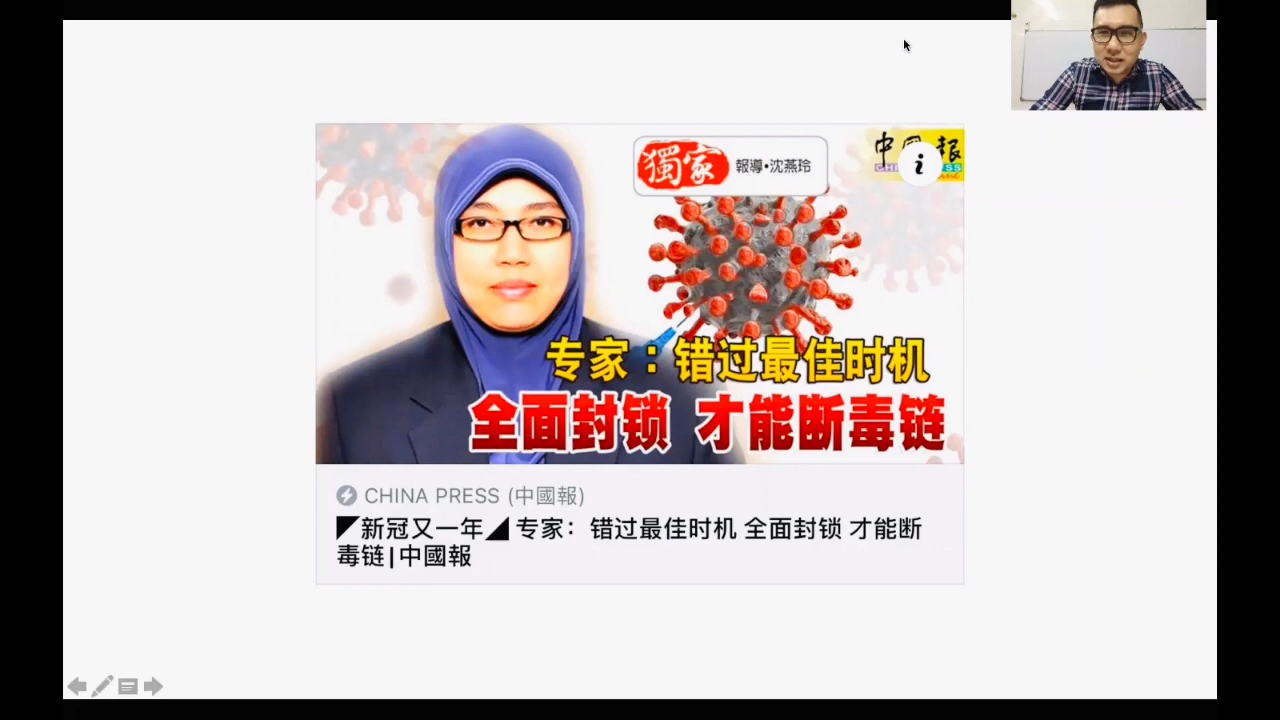 獨家 報導•沈燕玲
中國報
专家：错过最佳时机
全面封锁 才能断毒链
CHINA PRESS (中國報)
◤新冠又一年◢ 专家：错过最佳时机 全面封锁 才能断
毒链|中國報